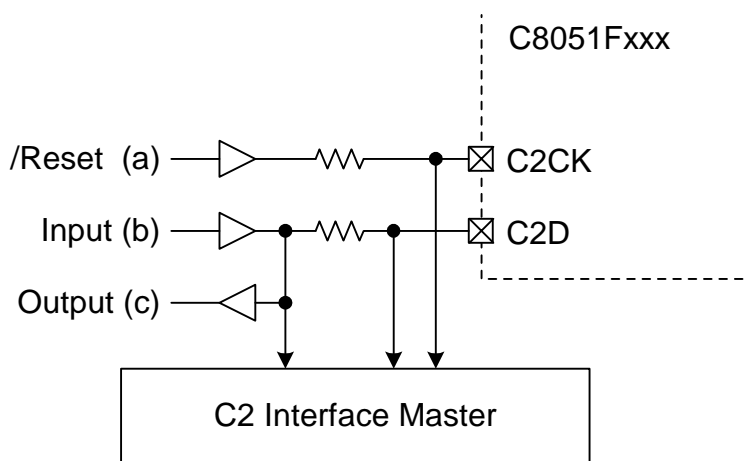 C8051Fxxx
/Reset (a)
C2CK
Input (b)
C2D
Output (c)
C2 Interface Master